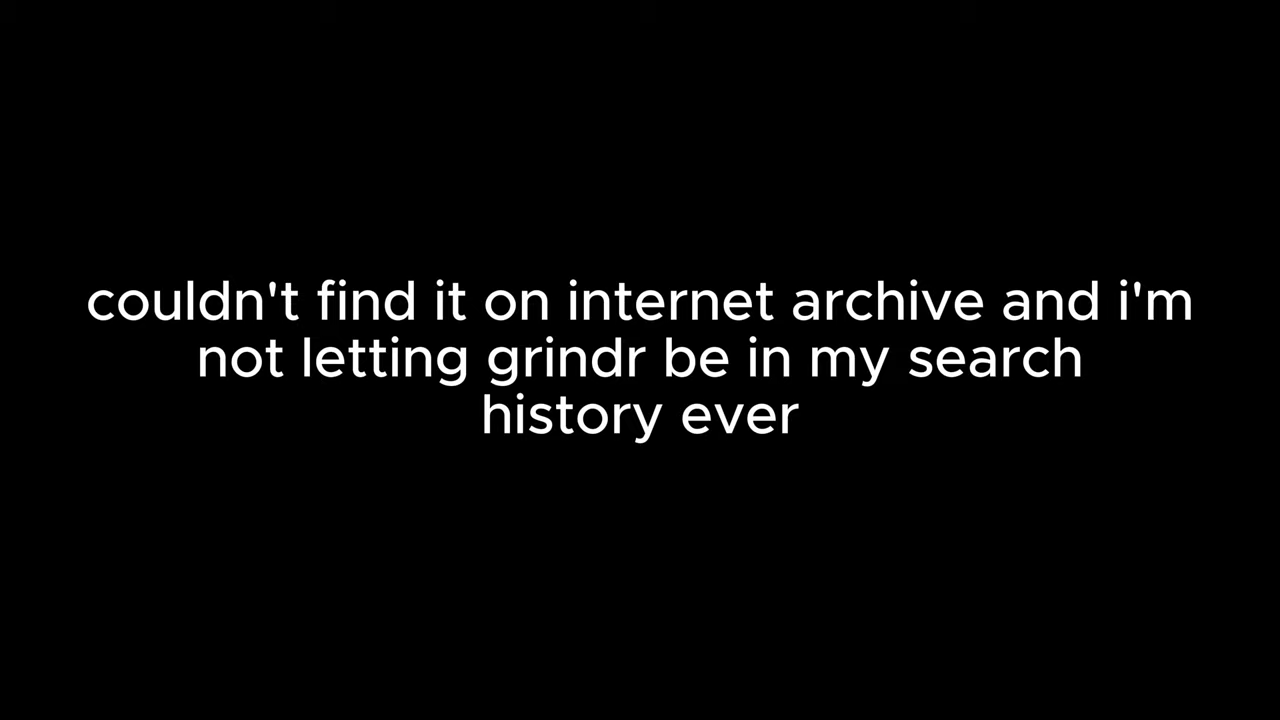 couldn't find it on internet archive and i'm
not letting grindr be in my search
history ever